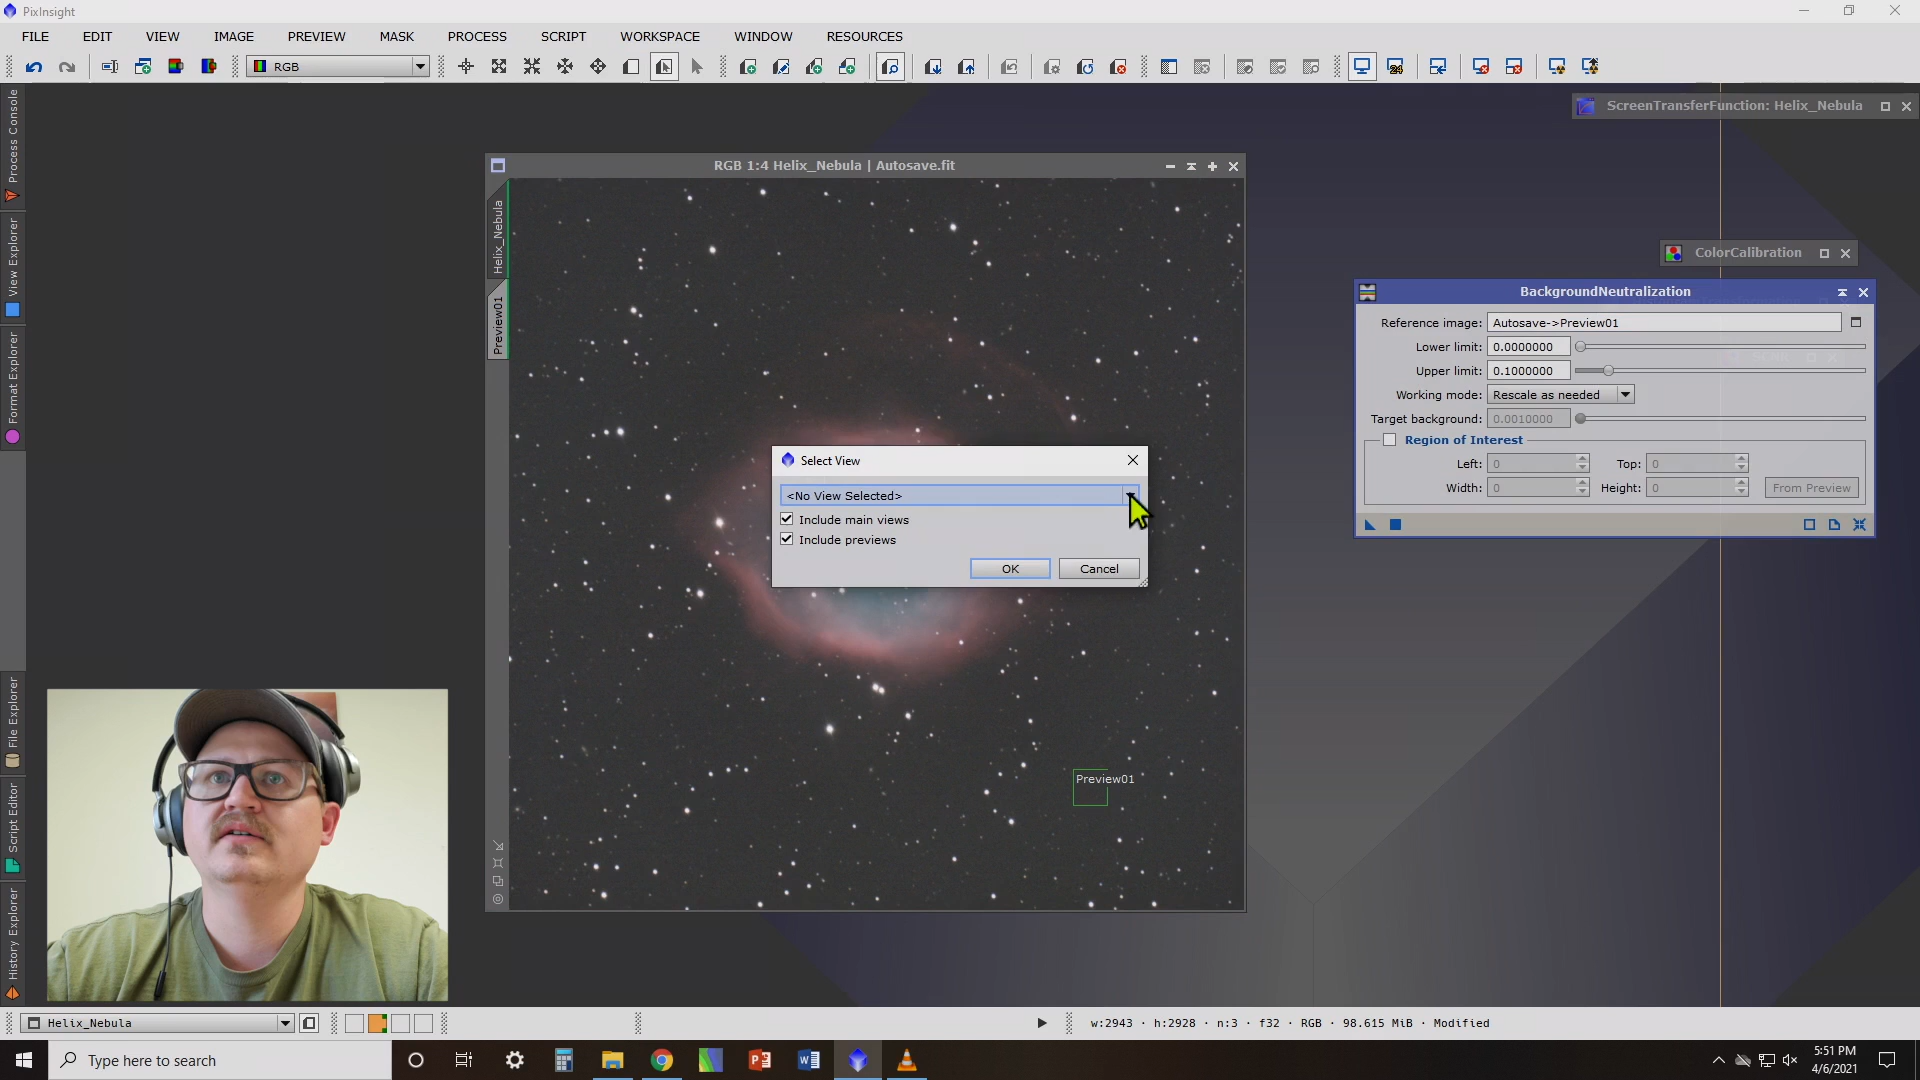 PixInsight
FILE EDIT VIEW IMAGE PREVIEW MASK PROCESS SCRIPT WORKSPACE WINDOW RESOURCES
RGB
24
Process Console
View Explorer
Format Explorer
File Explorer
Script Editor
History Explorer
ScreenTransferFunction: Helix_Nebula
RGB 1:4 Helix_Nebula | Autosave.fit
Helix_Nebula
Preview01
ColorCalibration
BackgroundNeutralization
Reference image: Autosave->Preview01
Lower limit: 0.0000000
SCNR
Upper limit: 0.1000000
Working mode: Rescale as needed
Target background: 0.0010000
Region of Interest
Left: 0 Top: 0
Width: 0 Height: 0 From Preview
Select View
<No View Selected>
Include main views
Include previews
OK Cancel
Preview01
Helix_Nebula
w:2943 · h:2928 · n:3 · f32 · RGB · 98.615 MiB · Modified
Type here to search
5:51 PM
4/6/2021